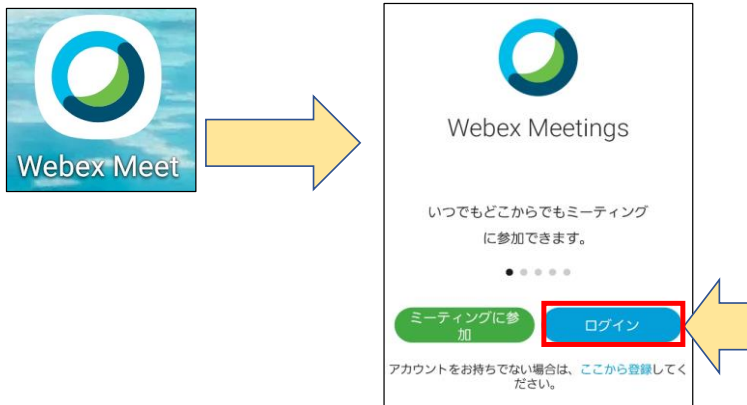 Webex Meet
Webex Meetings
いつでもどこからでもミーティング
に参加できます。
ミーティングに参
加
ログイン
アカウントをお持ちでない場合は、ここから登録してく
ださい。